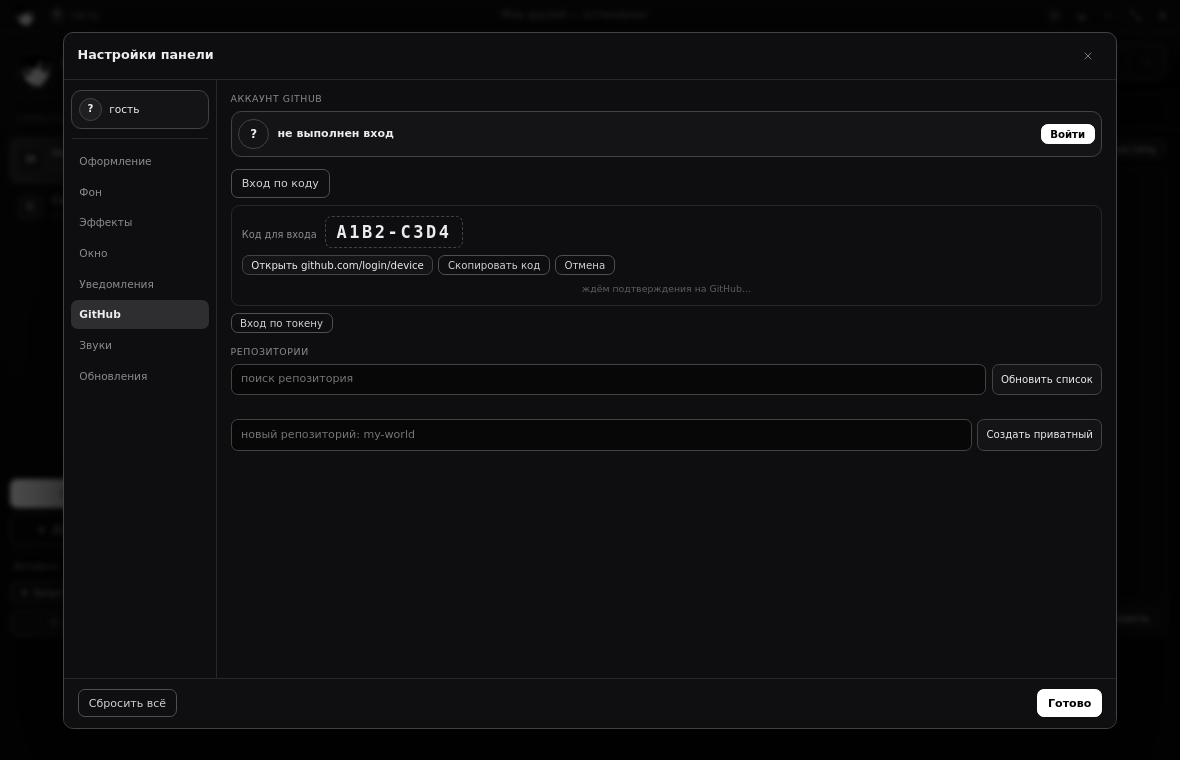 Настройки панели
×
? гость
Оформление
Фон
Эффекты
Окно
Уведомления
GitHub
Звуки
Обновления
АККАУНТ GITHUB
? не выполнен вход
Войти
Вход по коду
Код для входа A1B2-C3D4
Открыть github.com/login/device Скопировать код Отмена
ждём подтверждения на GitHub...
Вход по токену
РЕПОЗИТОРИИ
поиск репозитория Обновить список
новый репозиторий: my-world Создать приватный
Сбросить всё Готово